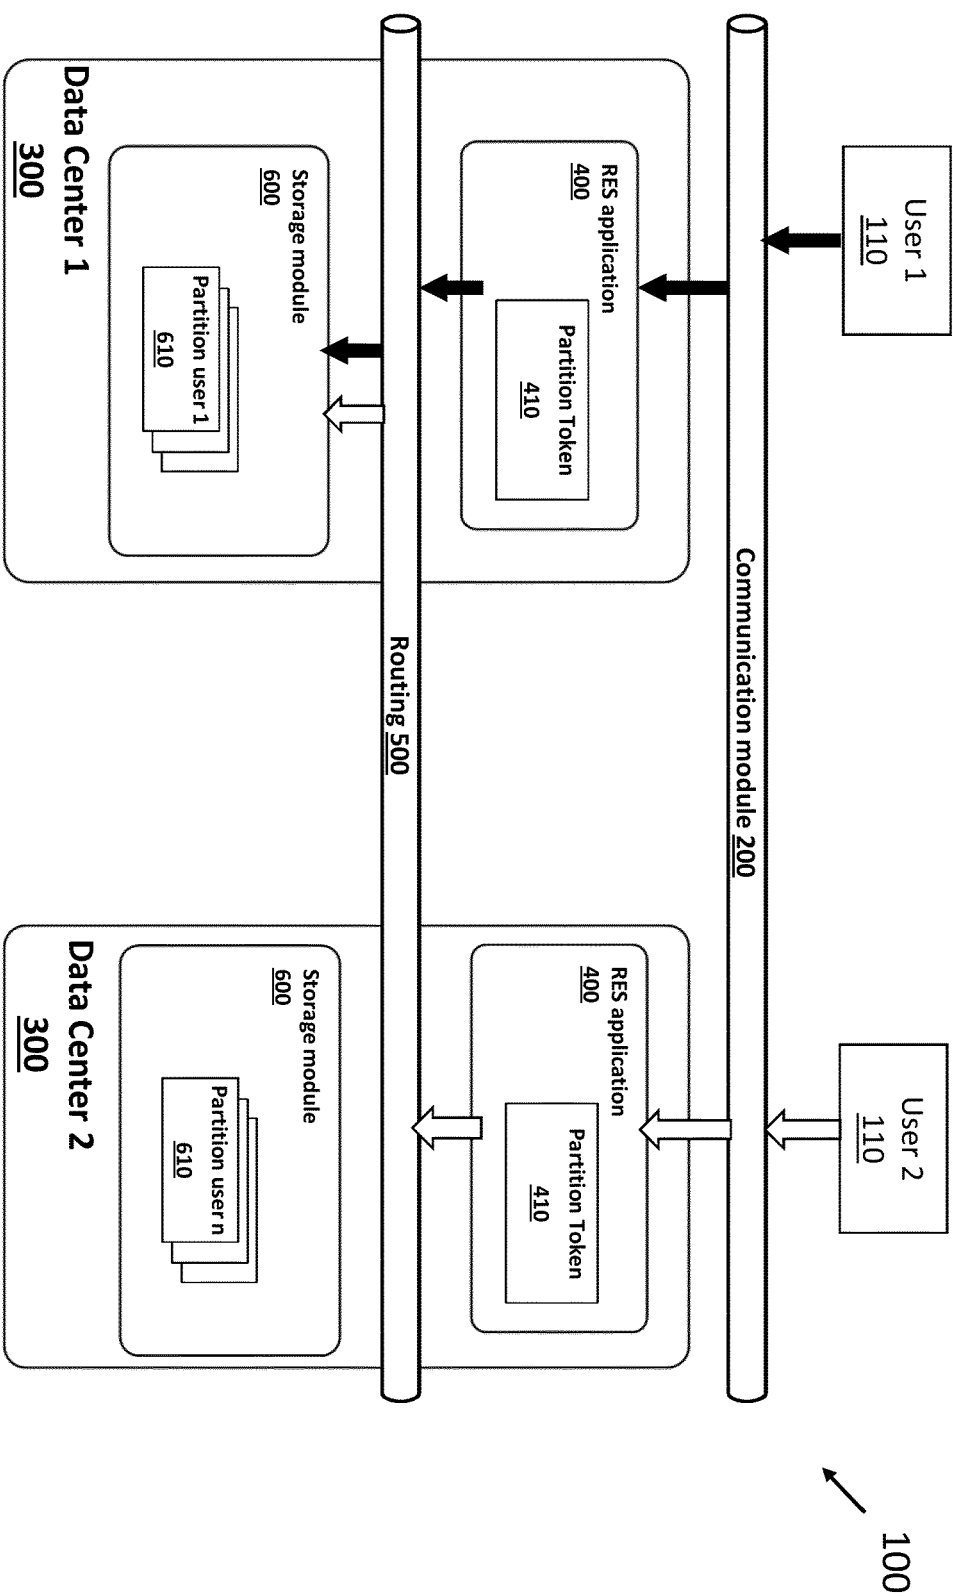 100
User 1
110
User 2
110
Communication module 200
RES application
400
Partition Token
410
RES application
400
Partition Token
410
Routing 500
Storage module
600
Partition user 1
610
Storage module
600
Partition user n
610
Data Center 1
300
Data Center 2
300